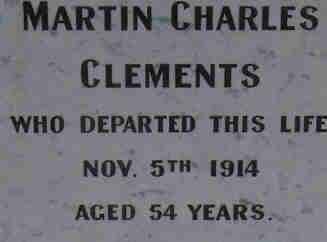 MARTIN CHARLES
CLEMENTS
WHO DEPARTED THIS LIFE
NOV. 5TH 1914
AGED 54 YEARS.